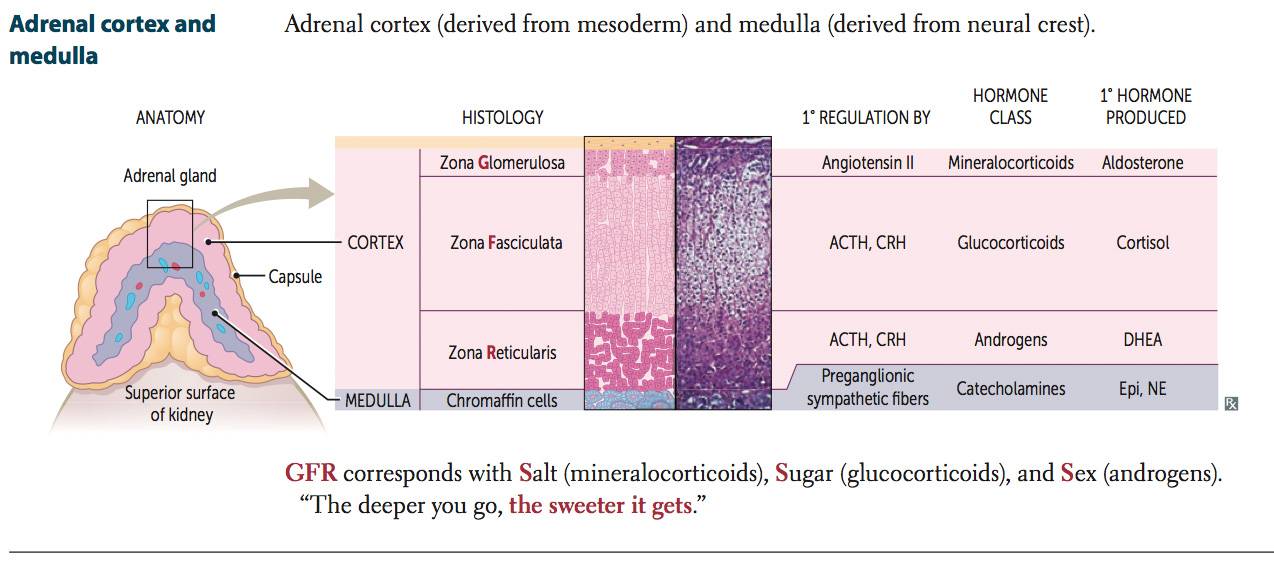 Adrenal cortex and
medulla
Adrenal cortex (derived from mesoderm) and medulla (derived from neural crest).
ANATOMY
HISTOLOGY
1° REGULATION BY
HORMONE
CLASS
1° HORMONE
PRODUCED
Adrenal gland
Capsule
Superior surface
of kidney
CORTEX
Zona Glomerulosa
Angiotensin II
Mineralocorticoids
Aldosterone
Zona Fasciculata
ACTH, CRH
Glucocorticoids
Cortisol
Zona Reticularis
ACTH, CRH
Androgens
DHEA
MEDULLA
Chromaffin cells
Preganglionic
sympathetic fibers
Catecholamines
Epi, NE
Rx
GFR corresponds with Salt (mineralocorticoids), Sugar (glucocorticoids), and Sex (androgens).
“The deeper you go, the sweeter it gets.”